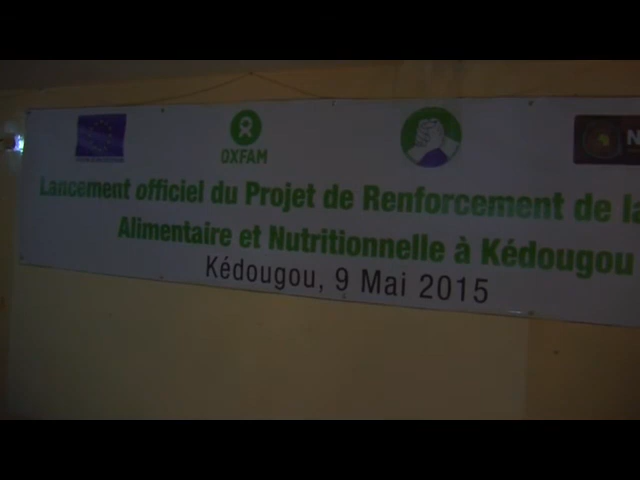 OXFAM
N
Lancement officiel du Projet de Renforcement de la
Alimentaire et Nutritionnelle à Kédougou
Kédougou, 9 Mai 2015